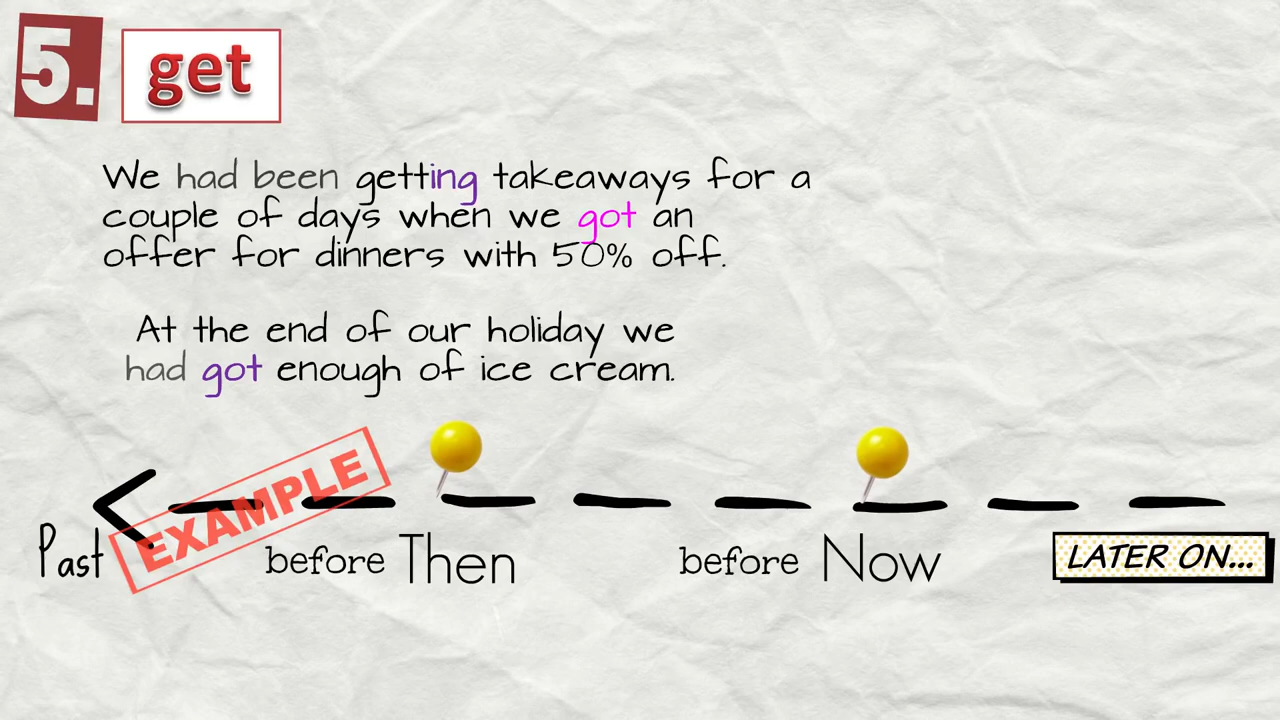 5. get
We had been getting takeaways for a
couple of days when we got an
offer for dinners with 50% off.
At the end of our holiday we
had got enough of ice cream.
EXAMPLE
Past before Then before Now LATER ON...